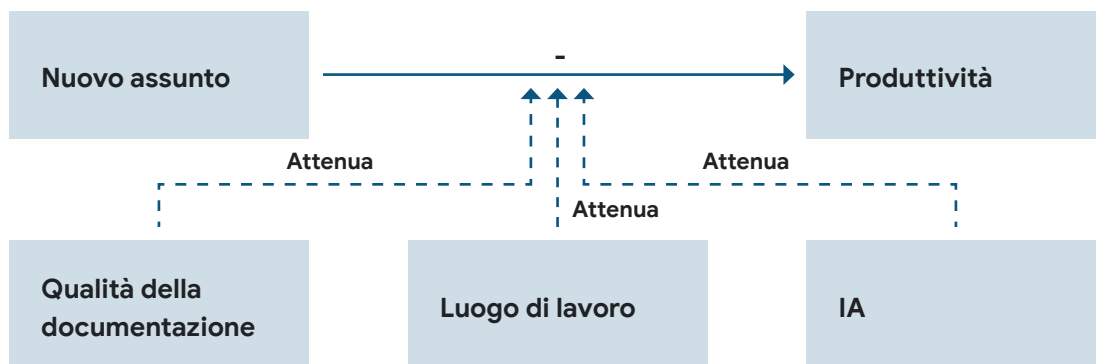 Nuovo assunto
-
Produttività
Attenua
Attenua
Attenua
Qualità della
documentazione
Luogo di lavoro
IA